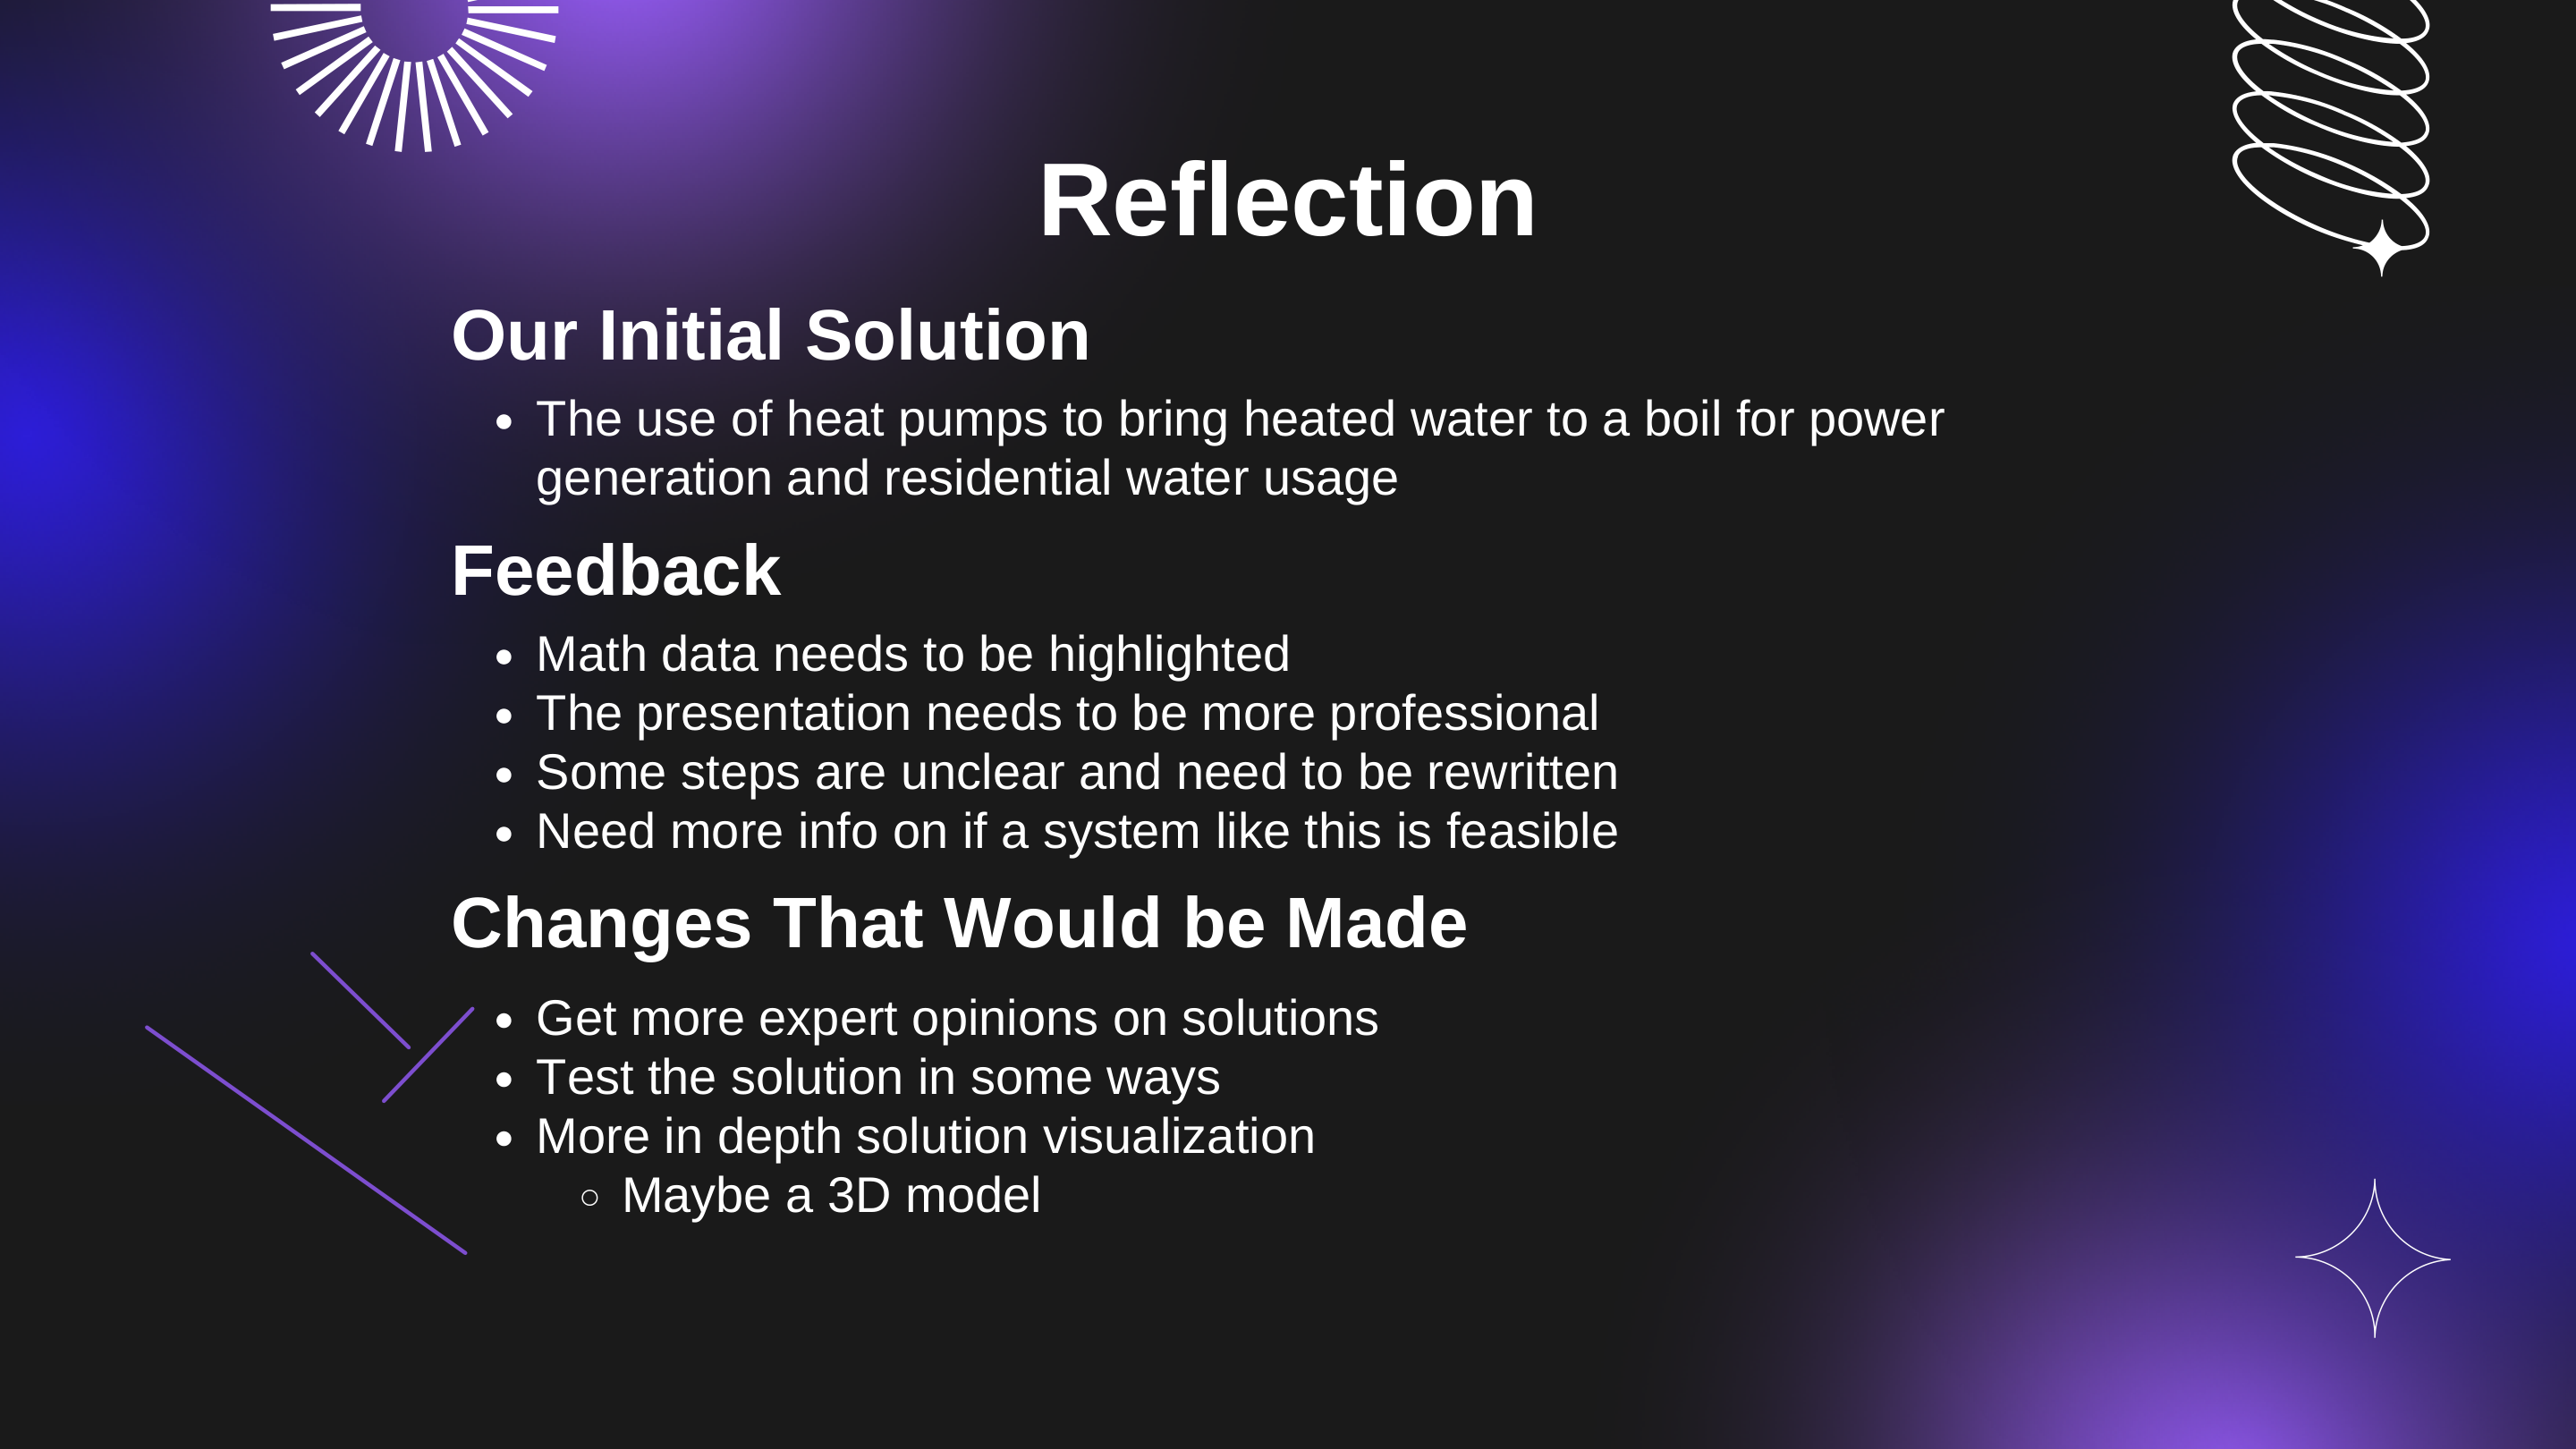 Reflection
Our Initial Solution
• The use of heat pumps to bring heated water to a boil for power
generation and residential water usage
Feedback
• Math data needs to be highlighted
• The presentation needs to be more professional
• Some steps are unclear and need to be rewritten
• Need more info on if a system like this is feasible
Changes That Would be Made
• Get more expert opinions on solutions
• Test the solution in some ways
• More in depth solution visualization
○ Maybe a 3D model